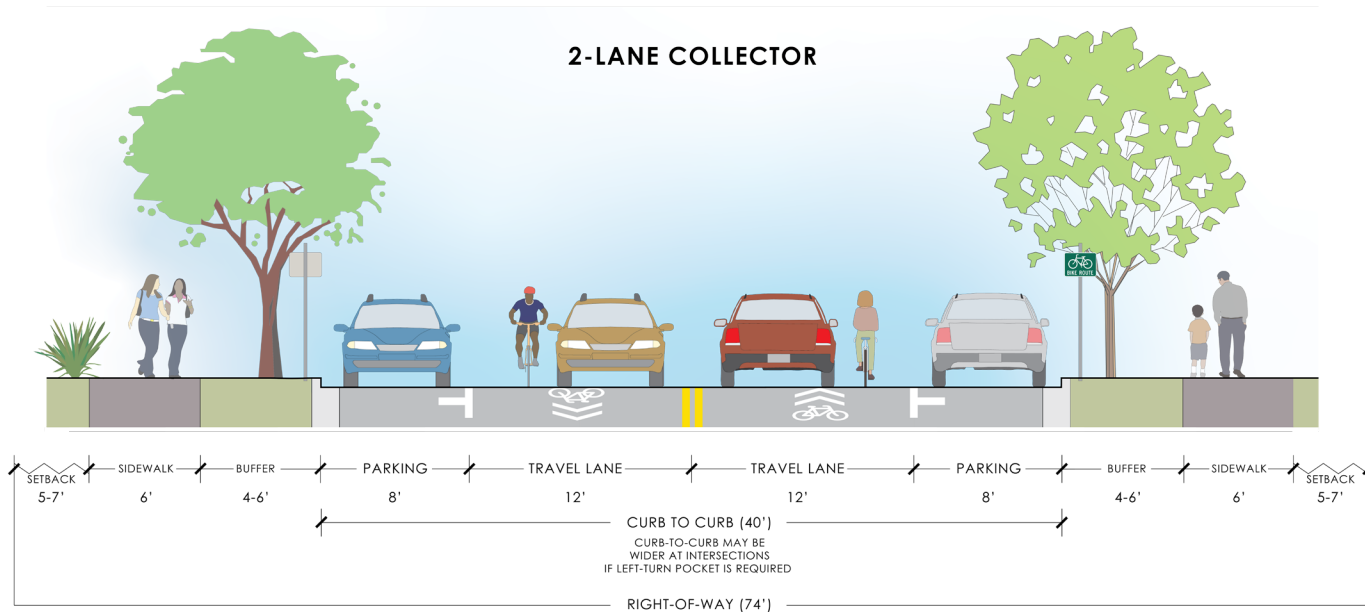 2-LANE COLLECTOR
BIKE ROUTE
SETBACK SIDEWALK BUFFER PARKING TRAVEL LANE TRAVEL LANE PARKING BUFFER SIDEWALK SETBACK
5-7' 6' 4-6' 8' 12' 12' 8' 4-6' 6' 5-7'
CURB TO CURB (40')
CURB-TO-CURB MAY BE
WIDER AT INTERSECTIONS
IF LEFT-TURN POCKET IS REQUIRED
RIGHT-OF-WAY (74')